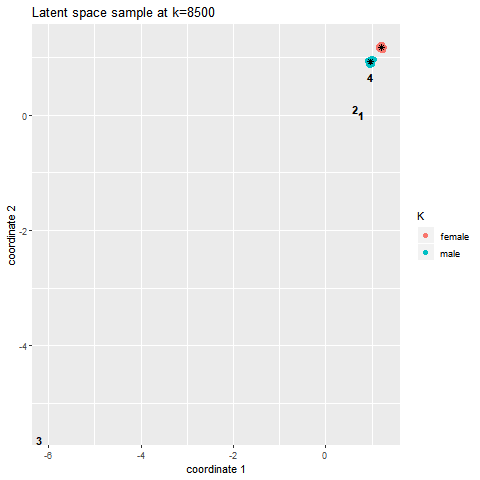 Latent space sample at k=8500
coordinate 2
0
-2
-4
4
2
1
3
-6
-4
-2
0
coordinate 1
K
female
male